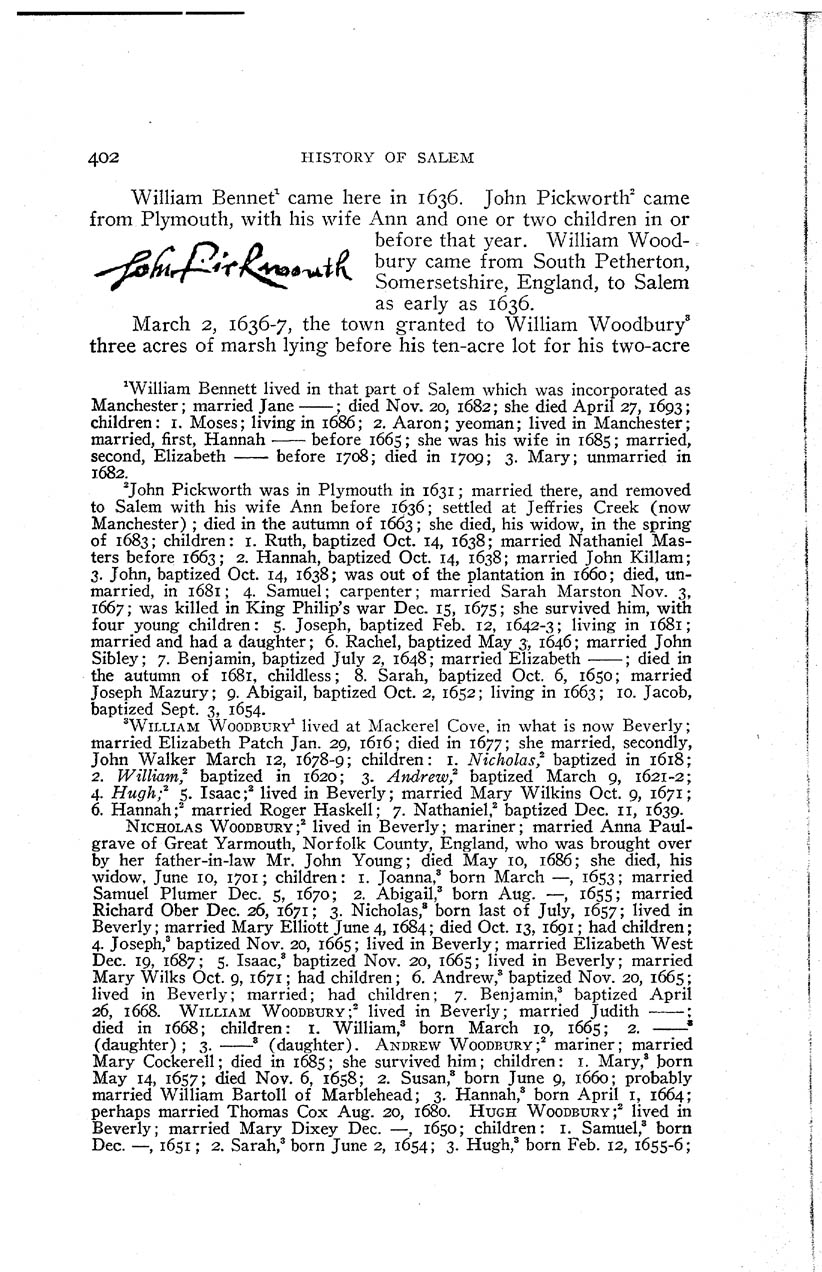 402 HISTORY OF SALEM
William Bennet¹ came here in 1636. John Pickworth² came
from Plymouth, with his wife Ann and one or two children in or
before that year. William Wood-
John Pickworth
bury came from South Petherton,
Somersetshire, England, to Salem
as early as 1636.
March 2, 1636-7, the town granted to William Woodbury³
three acres of marsh lying before his ten-acre lot for his two-acre
¹William Bennett lived in that part of Salem which was incorporated as
Manchester; married Jane ——; died Nov. 20, 1682; she died April 27, 1693;
children: 1. Moses; living in 1686; 2. Aaron; yeoman; lived in Manchester;
married, first, Hannah —— before 1665; she was his wife in 1685; married,
second, Elizabeth —— before 1708; died in 1709; 3. Mary; unmarried in
1682.
²John Pickworth was in Plymouth in 1631; married there, and removed
to Salem with his wife Ann before 1636; settled at Jeffries Creek (now
Manchester) ; died in the autumn of 1663; she died, his widow, in the spring
of 1683; children: 1. Ruth, baptized Oct. 14, 1638; married Nathaniel Mas-
ters before 1663; 2. Hannah, baptized Oct. 14, 1638; married John Killam;
3. John, baptized Oct. 14, 1638; was out of the plantation in 1660; died, un-
married, in 1681; 4. Samuel; carpenter; married Sarah Marston Nov. 3,
1667; was killed in King Philip's war Dec. 15, 1675; she survived him, with
four young children: 5. Joseph, baptized Feb. 12, 1642-3; living in 1681;
married and had a daughter; 6. Rachel, baptized May 3, 1646; married John
Sibley; 7. Benjamin, baptized July 2, 1648; married Elizabeth ——; died in
the autumn of 1681, childless; 8. Sarah, baptized Oct. 6, 1650; married
Joseph Mazury; 9. Abigail, baptized Oct. 2, 1652; living in 1663; 10. Jacob,
baptized Sept. 3, 1654.
³WILLIAM WOODBURY¹ lived at Mackerel Cove, in what is now Beverly;
married Elizabeth Patch Jan. 29, 1616; died in 1677; she married, secondly,
John Walker March 12, 1678-9; children: 1. Nicholas,² baptized in 1618;
2. William,² baptized in 1620; 3. Andrew,² baptized March 9, 1621-2;
4. Hugh;² 5. Isaac;² lived in Beverly; married Mary Wilkins Oct. 9, 1671;
6. Hannah;² married Roger Haskell; 7. Nathaniel,² baptized Dec. 11, 1639.
NICHOLAS WOODBURY;² lived in Beverly; mariner; married Anna Paul-
grave of Great Yarmouth, Norfolk County, England, who was brought over
by her father-in-law Mr. John Young; died May 10, 1686; she died, his
widow, June 10, 1701; children: 1. Joanna,³ born March —, 1653; married
Samuel Plumer Dec. 5, 1670; 2. Abigail,³ born Aug. —, 1655; married
Richard Ober Dec. 26, 1671; 3. Nicholas,³ born last of July, 1657; lived in
Beverly; married Mary Elliott June 4, 1684; died Oct. 13, 1691; had children;
4. Joseph,³ baptized Nov. 20, 1665; lived in Beverly; married Elizabeth West
Dec. 19, 1687; 5. Isaac,³ baptized Nov. 20, 1665; lived in Beverly; married
Mary Wilks Oct. 9, 1671; had children; 6. Andrew,³ baptized Nov. 20, 1665;
lived in Beverly; married; had children; 7. Benjamin,³ baptized April
26, 1668. WILLIAM WOODBURY;² lived in Beverly; married Judith ——;
died in 1668; children: 1. William,³ born March 10, 1665; 2. ——³
(daughter) ; 3. ——³ (daughter). ANDREW WOODBURY;² mariner; married
Mary Cockerell; died in 1685; she survived him; children: 1. Mary,³ born
May 14, 1657; died Nov. 6, 1658; 2. Susan,³ born June 9, 1660; probably
married William Bartoll of Marblehead; 3. Hannah,³ born April 1, 1664;
perhaps married Thomas Cox Aug. 20, 1680. HUGH WOODBURY;² lived in
Beverly; married Mary Dixey Dec. —, 1650; children: 1. Samuel,³ born
Dec. —, 1651; 2. Sarah,³ born June 2, 1654; 3. Hugh,³ born Feb. 12, 1655-6;